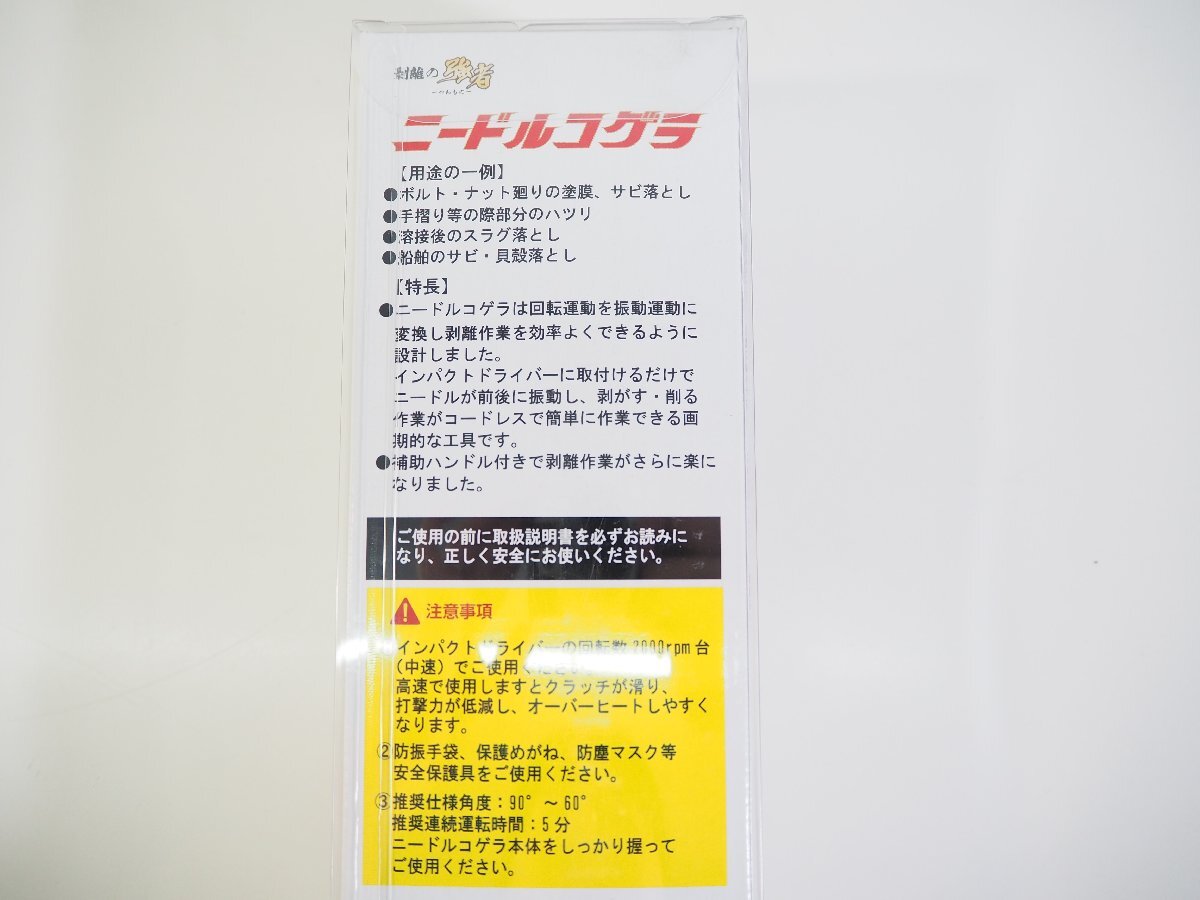 剥離の強者
～つわもの～
ニードルコゲラ
【用途の一例】
●ボルト・ナット廻りの塗膜、サビ落とし
●手摺り等の際部分のハツリ
●溶接後のスラグ落とし
●船舶のサビ・貝殻落とし
【特長】
●ニードルコゲラは回転運動を振動運動に
変換し剥離作業を効率よくできるように
設計しました。
インパクトドライバーに取付けるだけで
ニードルが前後に振動し、剥がす・削る
作業がコードレスで簡単に作業できる画
期的な工具です。
●補助ハンドル付きで剥離作業がさらに楽に
なりました。
ご使用の前に取扱説明書を必ずお読みに
なり、正しく安全にお使いください。
注意事項
インパクトドライバーの回転数2000rpm台
（中速）でご使用ください。
高速で使用しますとクラッチが滑り、
打撃力が低減し、オーバーヒートしやすく
なります。
②防振手袋、保護めがね、防塵マスク等
安全保護具をご使用ください。
③推奨仕様角度：90°～60°
推奨連続運転時間：5分
ニードルコゲラ本体をしっかり握って
ご使用ください。